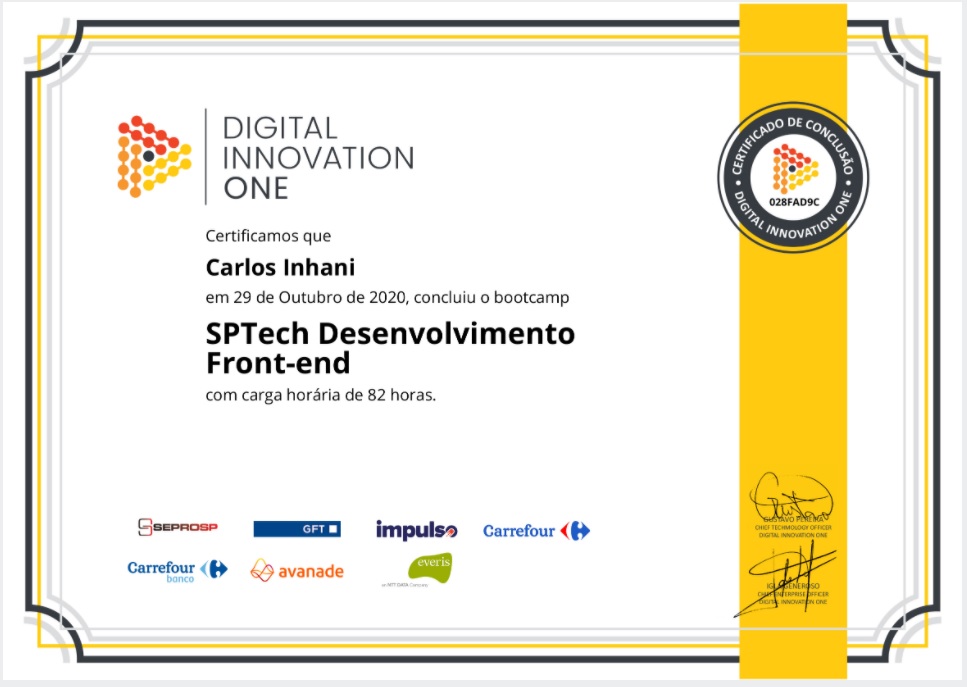 DIGITAL
INNOVATION
ONE
CERTIFICADO DE CONCLUSÃO
028FAD9C
DIGITAL INNOVATION ONE
Certificamos que
Carlos Inhani
em 29 de Outubro de 2020, concluiu o bootcamp
SPTech Desenvolvimento
Front-end
com carga horária de 82 horas.
SEPROSP
GFT
impulso
Carrefour
Carrefour
banco
avanade
everis
an NTT DATA Company
GUSTAVO PEREIRA
CHIEF TECHNOLOGY OFFICER
DIGITAL INNOVATION ONE
GENEROSO
CHIEF ENTERPRISE OFFICER
DIGITAL INNOVATION ONE